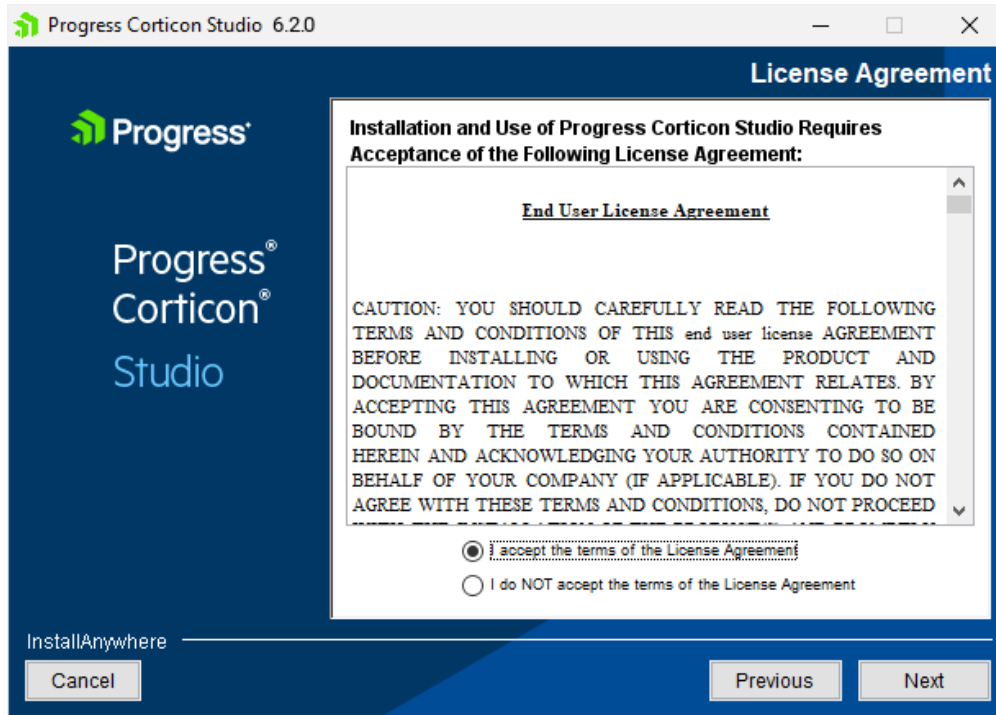 Progress Corticon Studio 6.2.0
License Agreement
Progress
Progress®
Corticon®
Studio
Installation and Use of Progress Corticon Studio Requires
Acceptance of the Following License Agreement:
End User License Agreement
CAUTION: YOU SHOULD CAREFULLY READ THE FOLLOWING
TERMS AND CONDITIONS OF THIS end user license AGREEMENT
BEFORE INSTALLING OR USING THE PRODUCT AND
DOCUMENTATION TO WHICH THIS AGREEMENT RELATES. BY
ACCEPTING THIS AGREEMENT YOU ARE CONSENTING TO BE
BOUND BY THE TERMS AND CONDITIONS CONTAINED
HEREIN AND ACKNOWLEDGING YOUR AUTHORITY TO DO SO ON
BEHALF OF YOUR COMPANY (IF APPLICABLE). IF YOU DO NOT
AGREE WITH THESE TERMS AND CONDITIONS, DO NOT PROCEED
I accept the terms of the License Agreement
I do NOT accept the terms of the License Agreement
InstallAnywhere
Cancel
Previous
Next